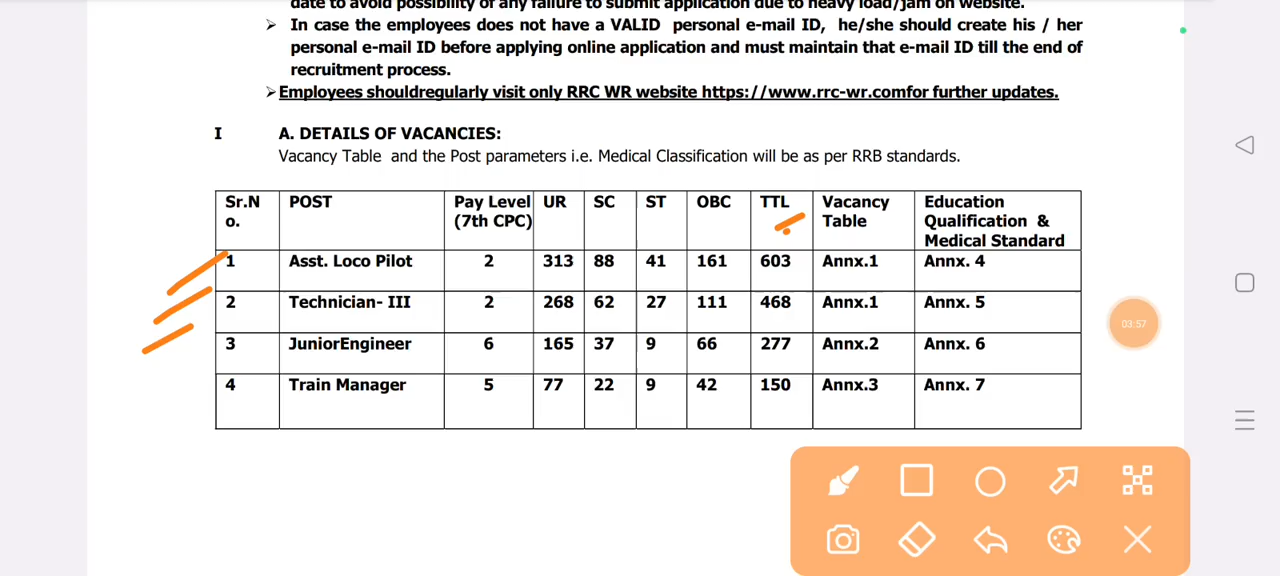 date to avoid possibility of any failure to submit application due to heavy load/jam on website.
➢ In case the employees does not have a VALID personal e-mail ID, he/she should create his / her
personal e-mail ID before applying online application and must maintain that e-mail ID till the end of
recruitment process.
➢Employees shouldregularly visit only RRC WR website https://www.rrc-wr.comfor further updates.
I A. DETAILS OF VACANCIES:
Vacancy Table and the Post parameters i.e. Medical Classification will be as per RRB standards.
Sr.N POST Pay Level UR SC ST OBC TTL Vacancy Education
o. (7th CPC) Table Qualification &
Medical Standard
1 Asst. Loco Pilot 2 313 88 41 161 603 Annx.1 Annx. 4
2 Technician- III 2 268 62 27 111 468 Annx.1 Annx. 5
03:57
3 JuniorEngineer 6 165 37 9 66 277 Annx.2 Annx. 6
4 Train Manager 5 77 22 9 42 150 Annx.3 Annx. 7